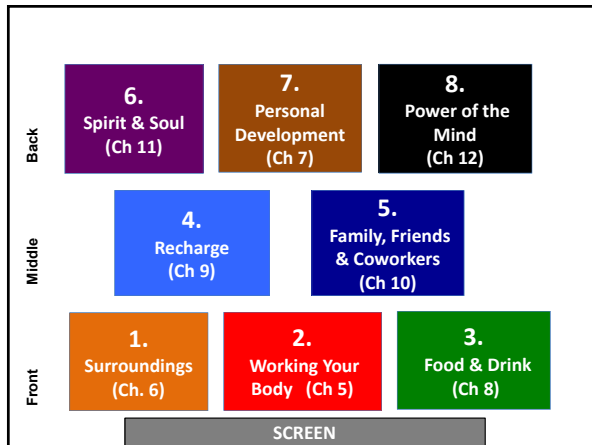 Back
6.
Spirit & Soul
(Ch 11)
7.
Personal
Development
(Ch 7)
8.
Power of the
Mind
(Ch 12)
Middle
4.
Recharge
(Ch 9)
5.
Family, Friends
& Coworkers
(Ch 10)
Front
1.
Surroundings
(Ch. 6)
2.
Working Your
Body (Ch 5)
3.
Food & Drink
(Ch 8)
SCREEN